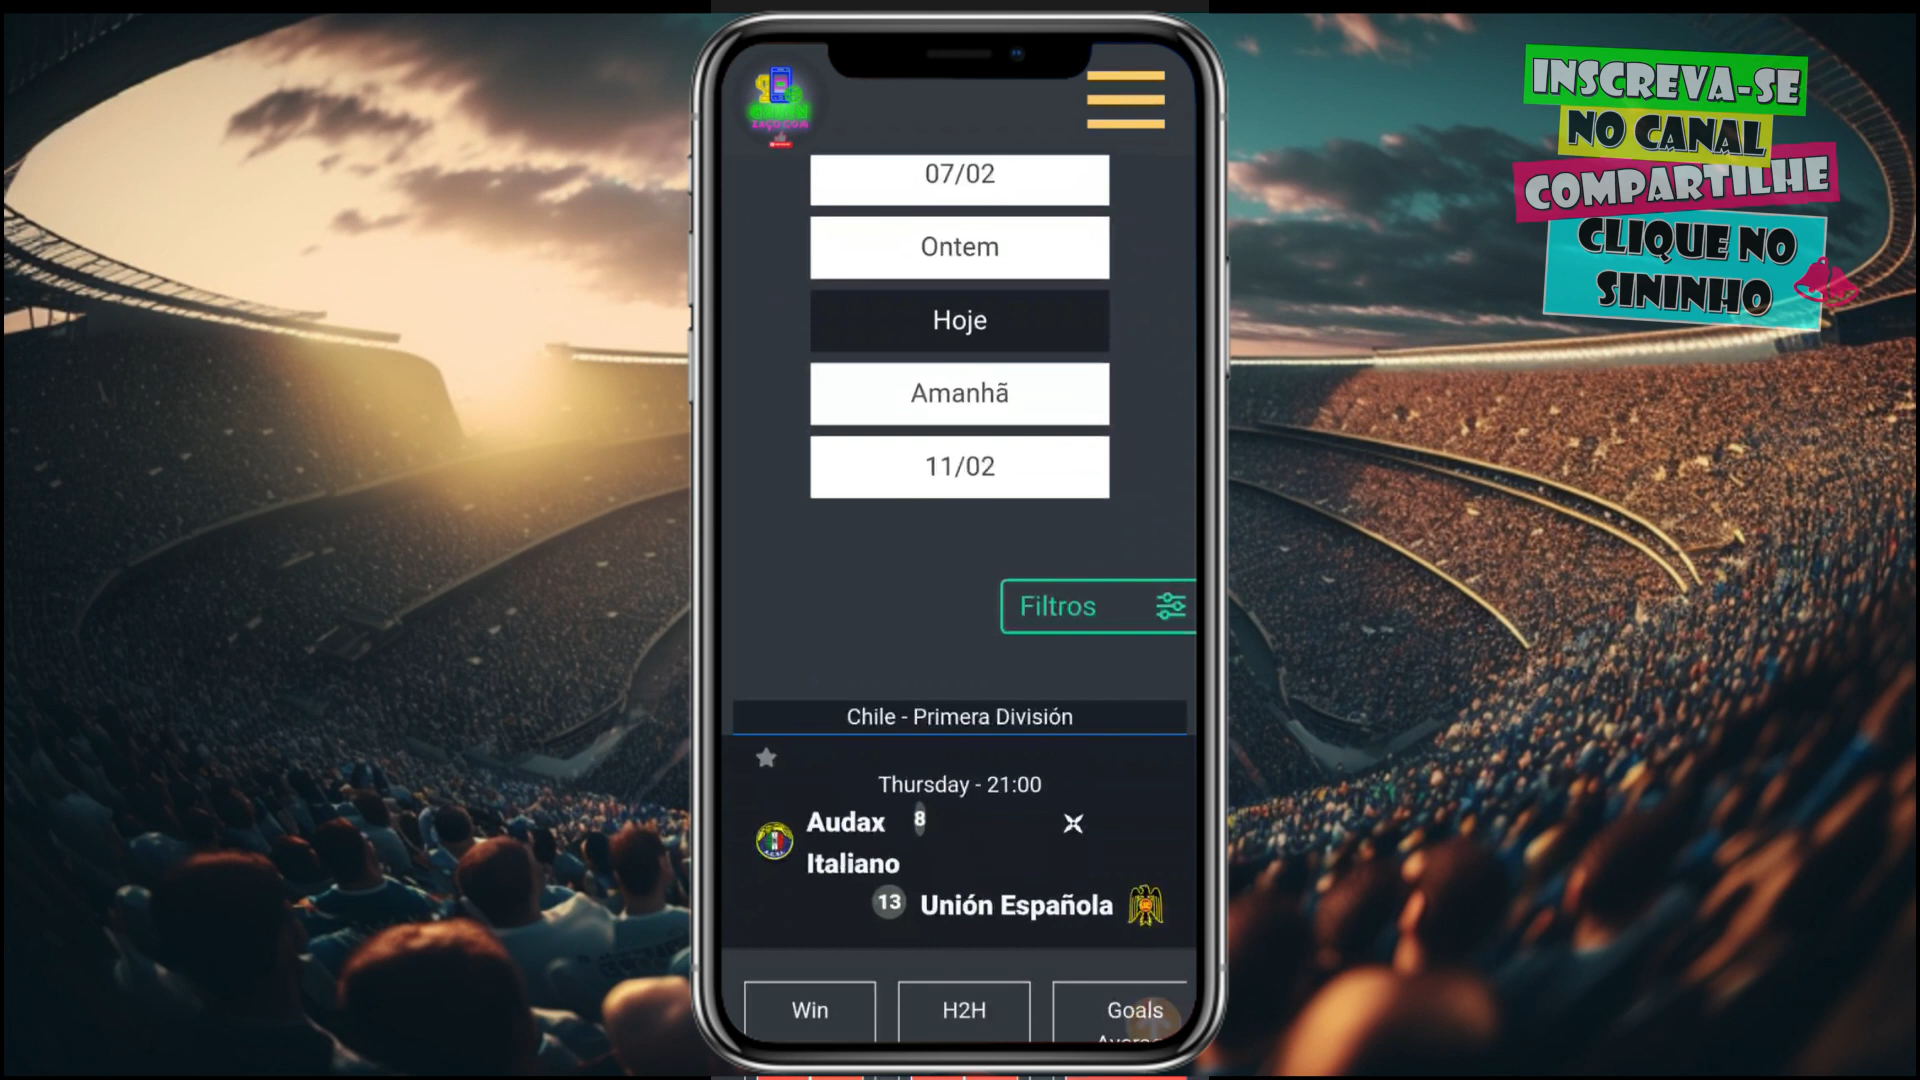 INSCREVA-SE
NO CANAL
COMPARTILHE
CLIQUE NO
SININHO
07/02
Ontem
Hoje
Amanhã
11/02
Filtros
Chile - Primera División
Thursday - 21:00
Audax 8
Italiano
13 Unión Española
Win H2H Goals